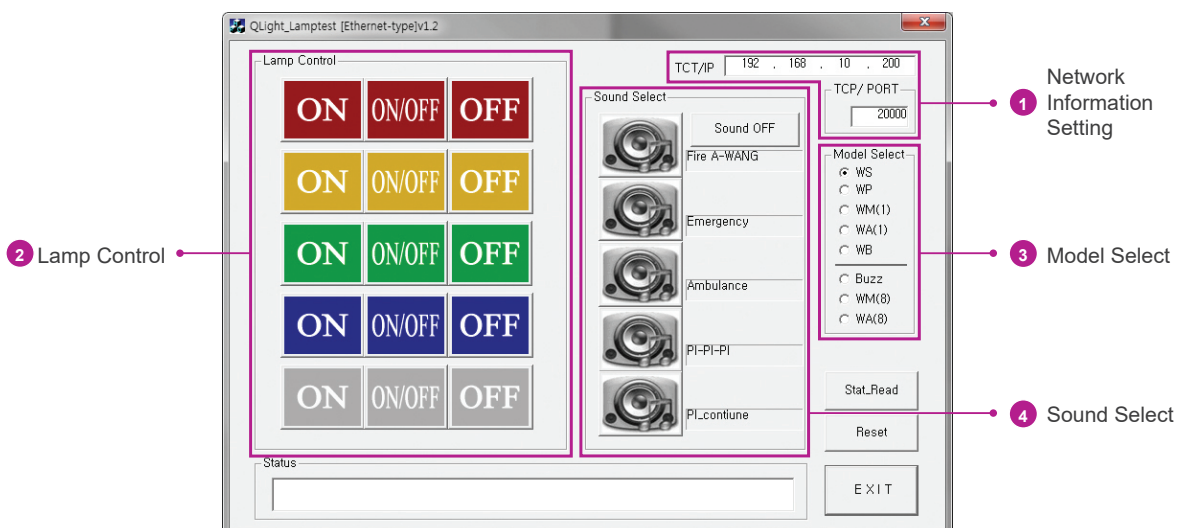 QLight_Lamptest [Ethernet-type]v1.2
Lamp Control
ON ON/OFF OFF
ON ON/OFF OFF
ON ON/OFF OFF
ON ON/OFF OFF
ON ON/OFF OFF
TCT/IP 192 . 168 . 10 . 200
TCP/ PORT
20000
Sound Select
Sound OFF
Fire A-WANG
Emergency
Ambulance
PI-PI-PI
PI_contiune
Model Select
WS
WP
WM(1)
WA(1)
WB
Buzz
WM(8)
WA(8)
Stat_Read
Reset
EXIT
Status
1 Network
Information
Setting
2 Lamp Control
3 Model Select
4 Sound Select